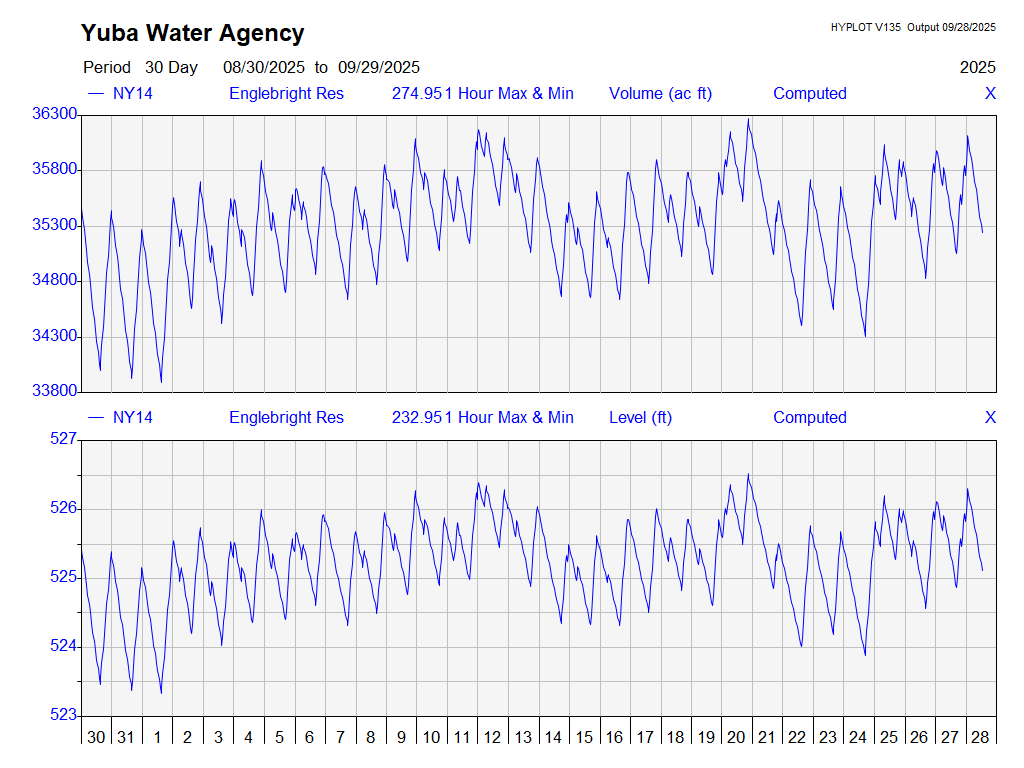 Yuba Water Agency
HYPLOT V135 Output 09/28/2025
Period 30 Day 08/30/2025 to 09/29/2025 2025
NY14 Englebright Res 274.951 Hour Max & Min Volume (ac ft) Computed X
36300
35800
35300
34800
34300
33800
NY14 Englebright Res 232.951 Hour Max & Min Level (ft) Computed X
527
526
525
524
523
30 31 1 2 3 4 5 6 7 8 9 10 11 12 13 14 15 16 17 18 19 20 21 22 23 24 25 26 27 28